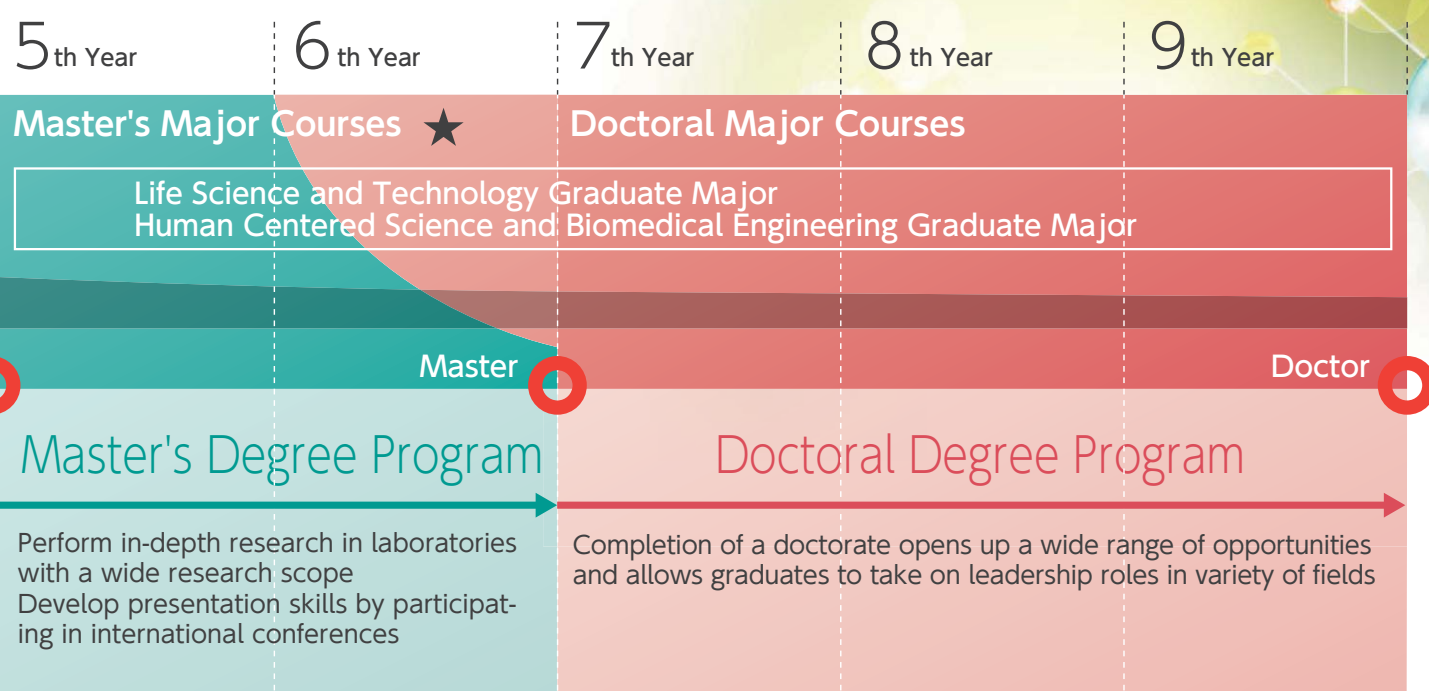 5th Year 6th Year 7th Year 8th Year 9th Year
Master's Major Courses ★ Doctoral Major Courses
Life Science and Technology Graduate Major
Human Centered Science and Biomedical Engineering Graduate Major
Master Doctor
Master's Degree Program
Perform in-depth research in laboratories
with a wide research scope
Develop presentation skills by participat-
ing in international conferences
Doctoral Degree Program
Completion of a doctorate opens up a wide range of opportunities
and allows graduates to take on leadership roles in variety of fields